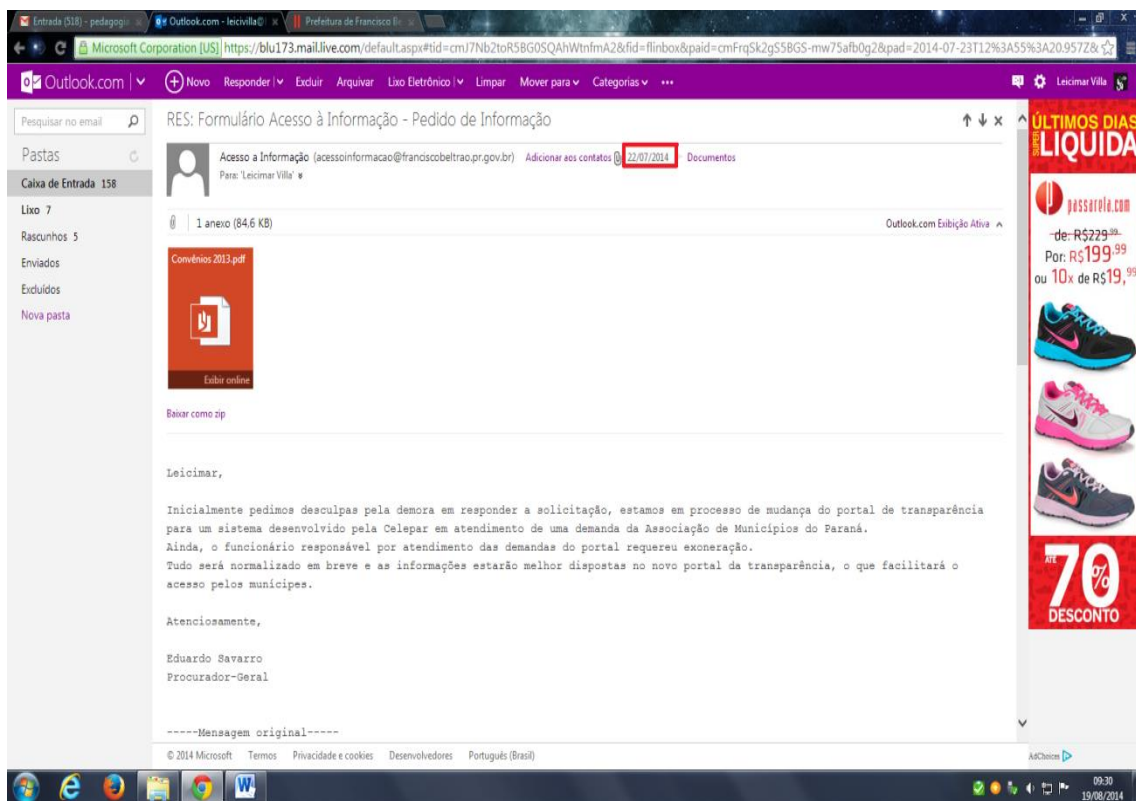 Entrada (518) - pedagogia
Outlook.com - leicivilla@
Prefeitura de Francisco Be
Microsoft Corporation [US] https://blu173.mail.live.com/default.aspx#tid=cmJ7Nb2toR5BG0SQAhWtnfmA2&fid=flinbox&paid=cmFrqSk2gS5BGS-mw75afb0g2&pad=2014-07-23T12%3A55%3A20.957Z&
Outlook.com
Novo Responder Excluir Arquivar Lixo Eletrônico Limpar Mover para Categorias ••• Leicimar Villa
Pesquisar no email
Pastas
Caixa de Entrada 158
Lixo 7
Rascunhos 5
Enviados
Excluídos
Nova pasta
RES: Formulário Acesso à Informação - Pedido de Informação
Acesso a Informação (acessoinformacao@franciscobeltrao.pr.gov.br) Adicionar aos contatos 22/07/2014 Documentos
Para: 'Leicimar Villa'
1 anexo (84,6 KB)
Outlook.com Exibição Ativa
Convênios 2013.pdf
Exibir online
Baixar como zip
Leicimar,
Inicialmente pedimos desculpas pela demora em responder a solicitação, estamos em processo de mudança do portal de transparência
para um sistema desenvolvido pela Celepar em atendimento de uma demanda da Associação de Municípios do Paraná.
Ainda, o funcionário responsável por atendimento das demandas do portal requereu exoneração.
Tudo será normalizado em breve e as informações estarão melhor dispostas no novo portal da transparência, o que facilitará o
acesso pelos munícipes.
Atenciosamente,
Eduardo Savarro
Procurador-Geral
-----Mensagem original-----
© 2014 Microsoft Termos Privacidade e cookies Desenvolvedores Português (Brasil)
ÚLTIMOS DIAS
SUPER LIQUIDA
passarela.com
de: R$229,99
Por: R$199,99
ou 10x de R$19,99
ATÉ
70%
DESCONTO
AdChoices
09:30
19/08/2014